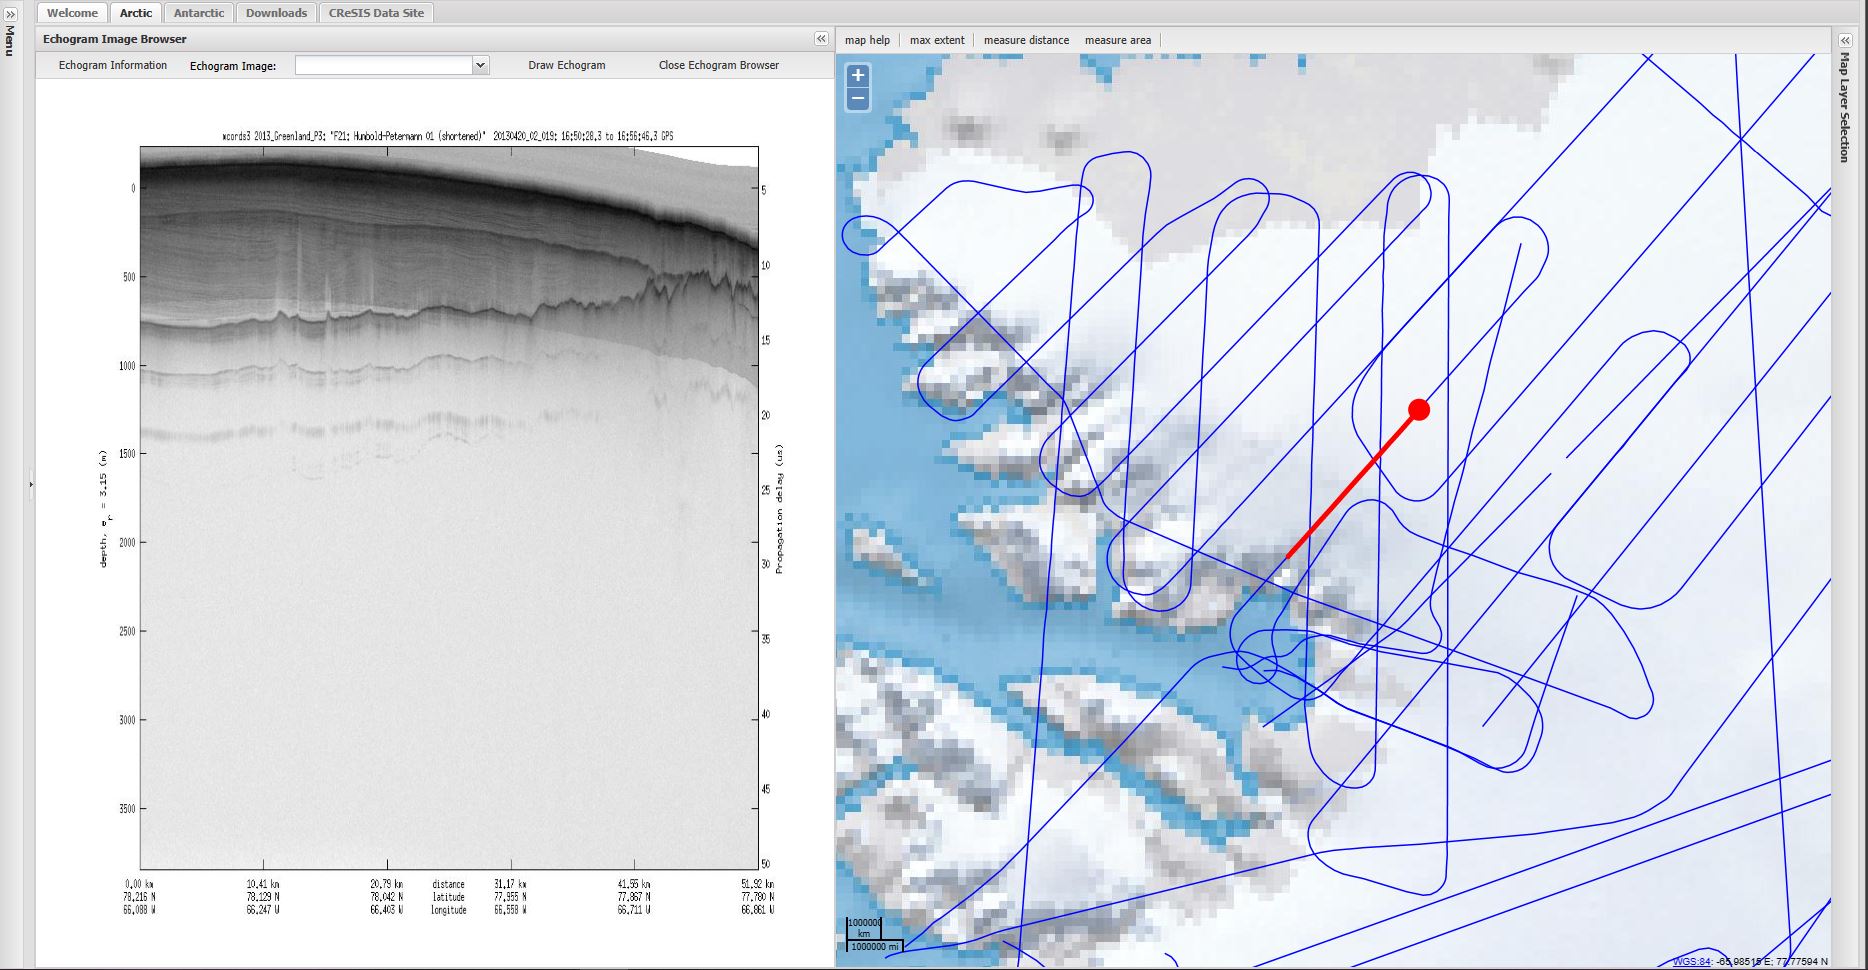 Welcome
Arctic
Antarctic
Downloads
CReSIS Data Site
Menu
Echogram Image Browser
Echogram Information
Echogram Image:
Draw Echogram
Close Echogram Browser
mcords3 2013_Greenland_P3: "F21: Humbold-Petermann 01 (shortened)" 20130420_02_019: 16:50:28.3 to 16:56:46.3 GPS
0
500
1000
1500
2000
2500
3000
3500
depth, e_r = 3.15 (m)
5
10
15
20
25
30
35
40
45
50
Propagation delay (us)
0.00 km 10.41 km 20.79 km distance 31.17 km 41.55 km 51.92 km
78.216 N 78.129 N 78.042 N latitude 77.955 N 77.867 N 77.780 N
66.088 W 66.247 W 66.403 W longitude 66.558 W 66.711 W 66.861 W
map help
max extent
measure distance
measure area
Map Layer Selection
+
−
1000000 km
1000000 mi
WGS:84: -65.98515 E; 77.77594 N